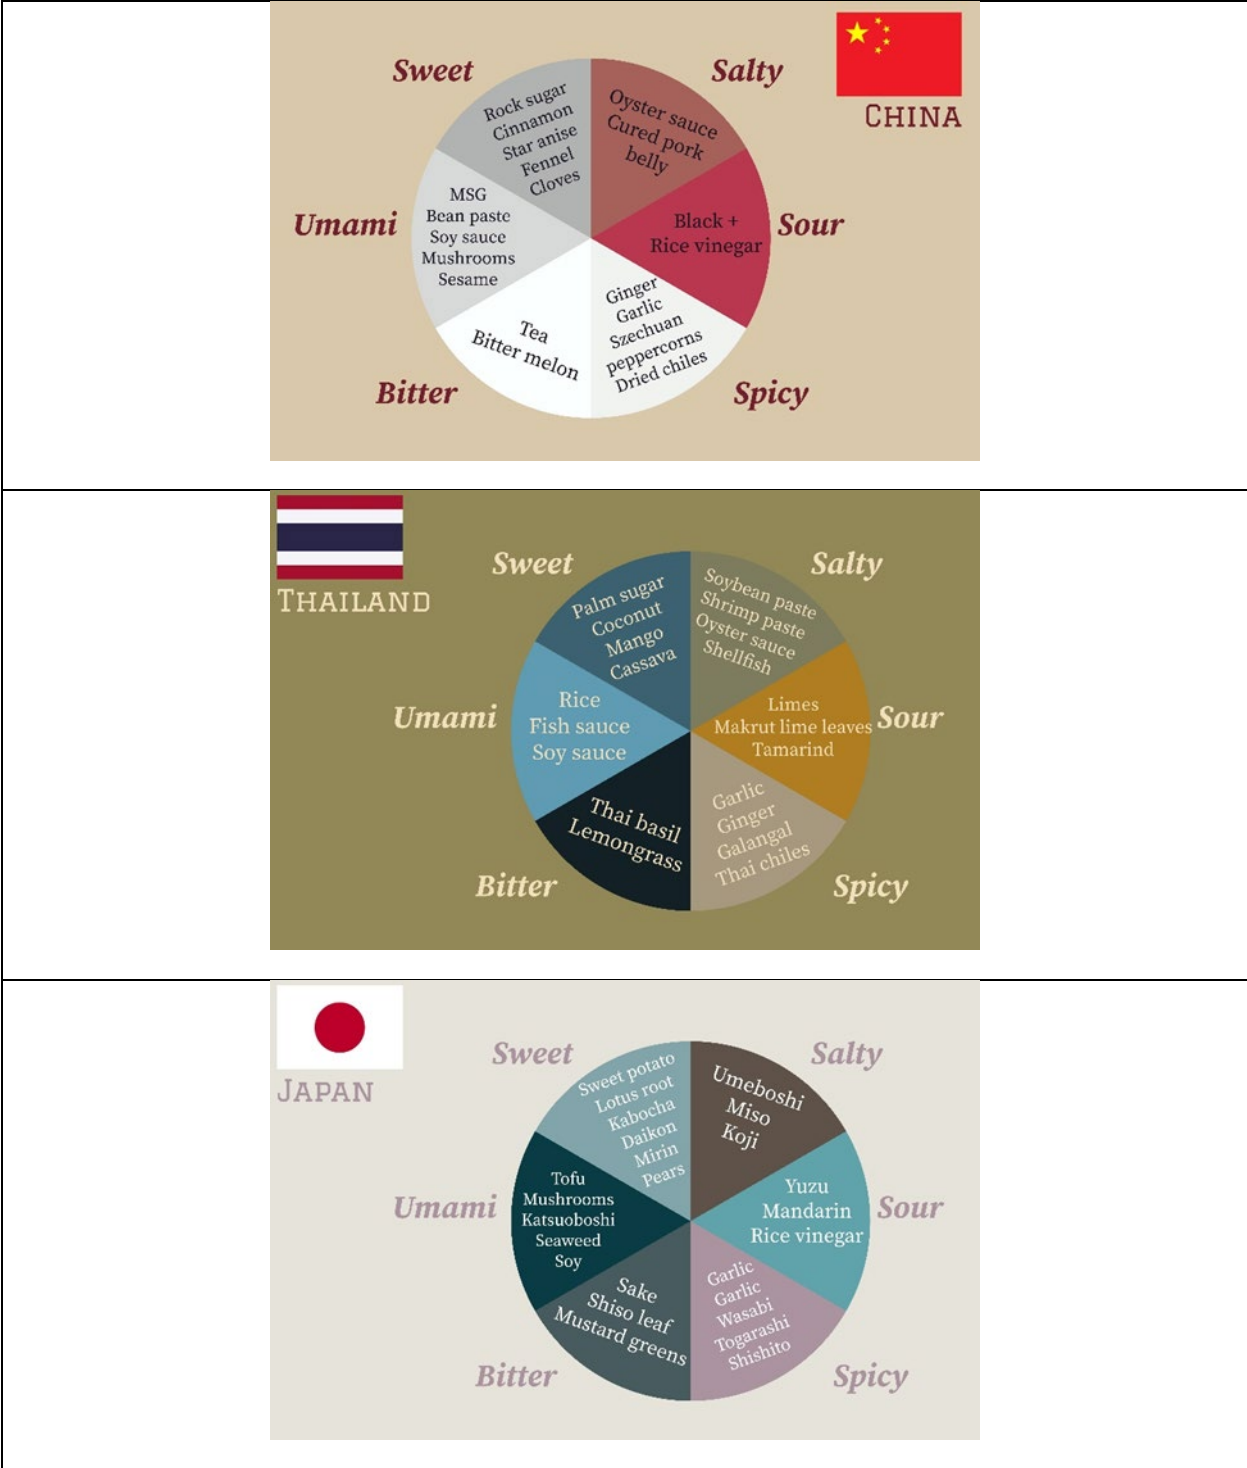 CHINA
Sweet
Rock sugar
Cinnamon
Star anise
Fennel
Cloves
Salty
Oyster sauce
Cured pork
belly
Umami
MSG
Bean paste
Soy sauce
Mushrooms
Sesame
Sour
Black +
Rice vinegar
Bitter
Tea
Bitter melon
Spicy
Ginger
Garlic
Szechuan
peppercorns
Dried chiles
THAILAND
Sweet
Palm sugar
Coconut
Mango
Cassava
Salty
Soybean paste
Shrimp paste
Oyster sauce
Shellfish
Umami
Rice
Fish sauce
Soy sauce
Sour
Limes
Makrut lime leaves
Tamarind
Bitter
Thai basil
Lemongrass
Spicy
Garlic
Ginger
Galangal
Thai chiles
JAPAN
Sweet
Sweet potato
Lotus root
Kabocha
Daikon
Mirin
Pears
Salty
Umeboshi
Miso
Koji
Umami
Tofu
Mushrooms
Katsuoboshi
Seaweed
Soy
Sour
Yuzu
Mandarin
Rice vinegar
Bitter
Sake
Shiso leaf
Mustard greens
Spicy
Garlic
Garlic
Wasabi
Togarashi
Shishito